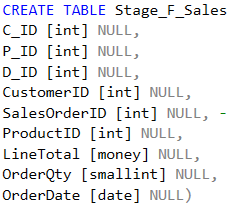 CREATE TABLE Stage_F_Sales
C_ID [int] NULL,
P_ID [int] NULL,
D_ID [int] NULL,
CustomerID [int] NULL,
SalesOrderID [int] NULL, -
ProductID [int] NULL,
LineTotal [money] NULL,
OrderQty [smallint] NULL,
OrderDate [date] NULL)